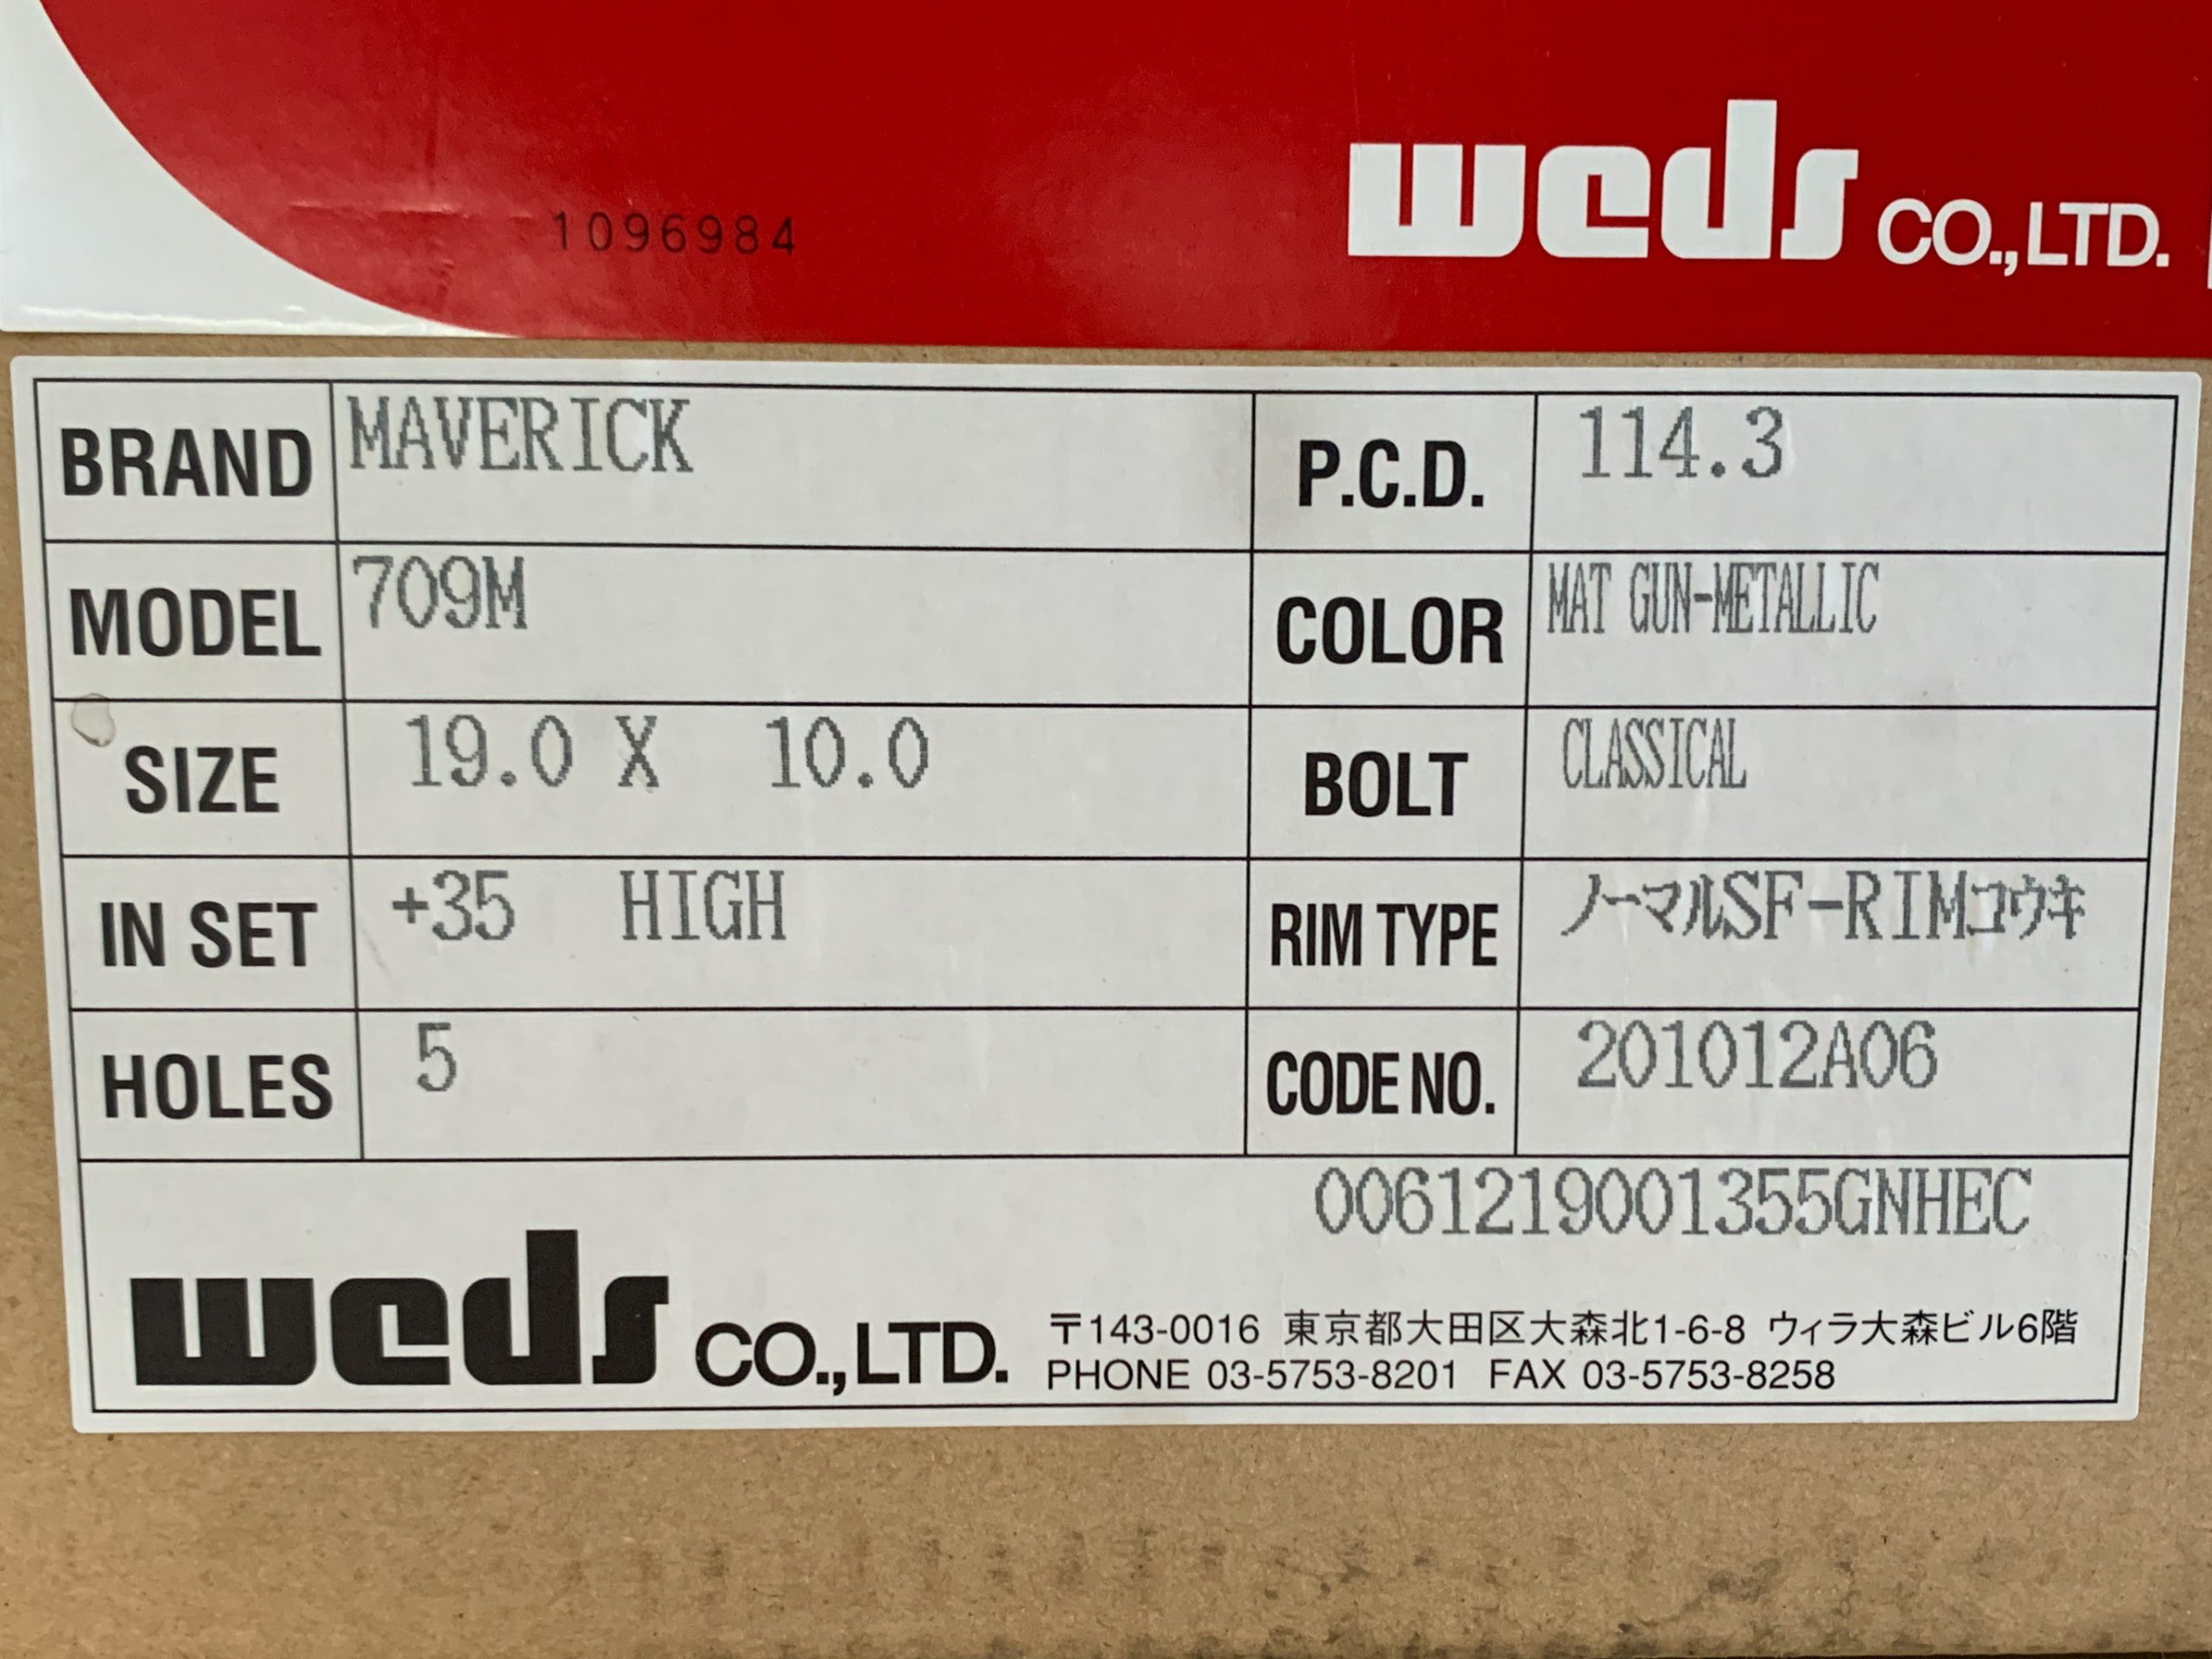 weds CO.,LTD.
1096984
BRAND MAVERICK P.C.D. 114.3
MODEL 709M COLOR MAT GUN-METALLIC
SIZE 19.0 X 10.0 BOLT CLASSICAL
IN SET +35 HIGH RIM TYPE ノーマルSF-RIMコウキ
HOLES 5 CODE NO. 201012A06
0061219001355GNHEC
weds CO.,LTD. 〒143-0016 東京都大田区大森北1-6-8 ウィラ大森ビル6階
PHONE 03-5753-8201 FAX 03-5753-8258